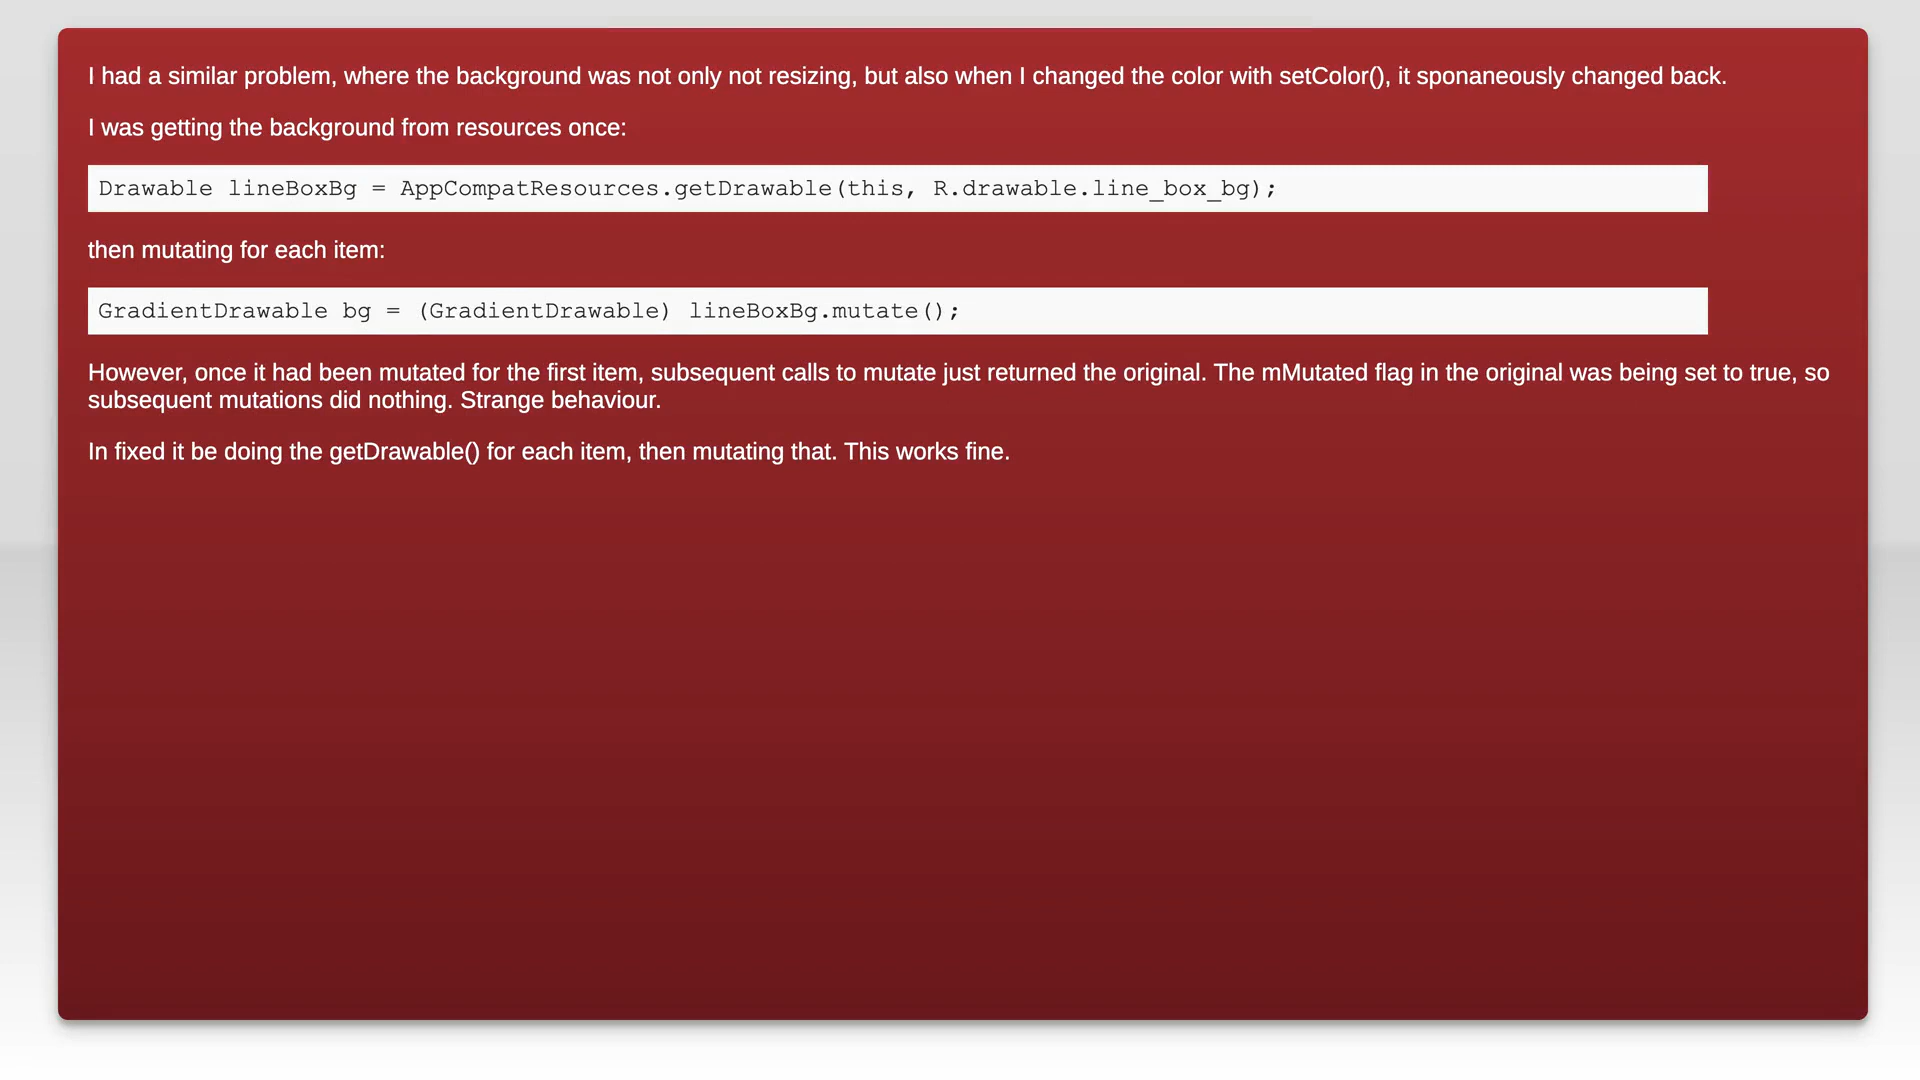 I had a similar problem, where the background was not only not resizing, but also when I changed the color with setColor(), it sponaneously changed back.
I was getting the background from resources once:
Drawable lineBoxBg = AppCompatResources.getDrawable(this, R.drawable.line_box_bg);
then mutating for each item:
GradientDrawable bg = (GradientDrawable) lineBoxBg.mutate();
However, once it had been mutated for the first item, subsequent calls to mutate just returned the original. The mMutated flag in the original was being set to true, so
subsequent mutations did nothing. Strange behaviour.
In fixed it be doing the getDrawable() for each item, then mutating that. This works fine.